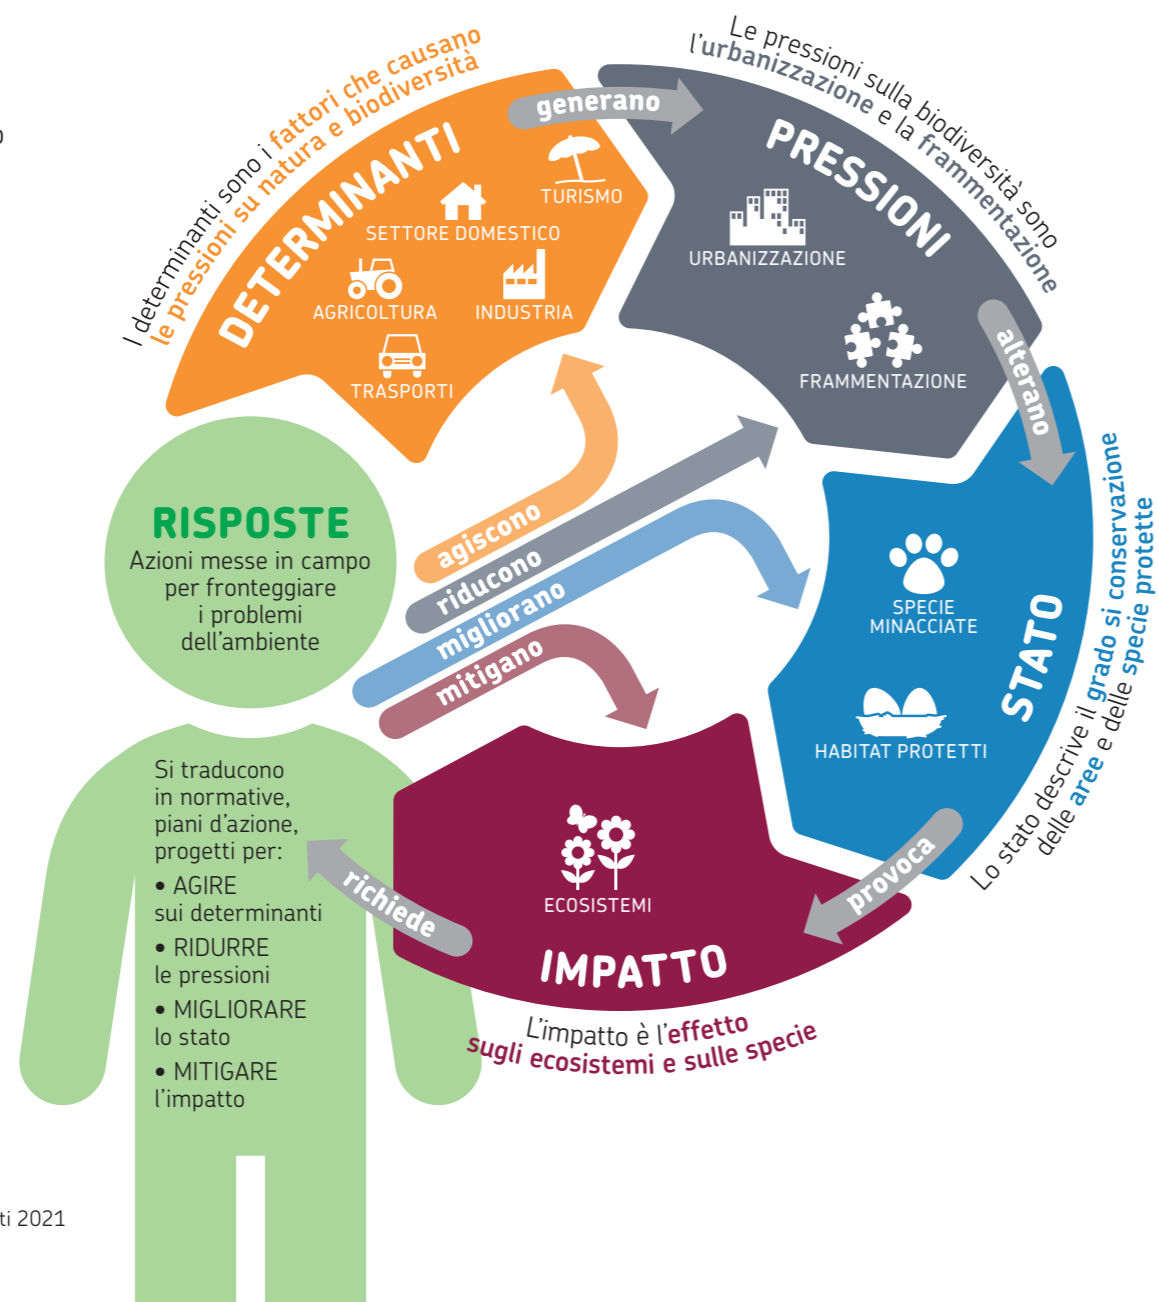 I determinanti sono i fattori che causano
le pressioni su natura e biodiversità
DETERMINANTI
generano
TURISMO
SETTORE DOMESTICO
AGRICOLTURA
INDUSTRIA
TRASPORTI
Le pressioni sulla biodiversità sono
l'urbanizzazione e la frammentazione
PRESSIONI
URBANIZZAZIONE
FRAMMENTAZIONE
alterano
Lo stato descrive il grado si conservazione
delle aree e delle specie protette
STATO
SPECIE
MINACCIATE
HABITAT PROTETTI
provoca
IMPATTO
ECOSISTEMI
L'impatto è l'effetto
sugli ecosistemi e sulle specie
richiede
RISPOSTE
Azioni messe in campo
per fronteggiare
i problemi
dell'ambiente
agiscono
riducono
migliorano
mitigano
Si traducono
in normative,
piani d'azione,
progetti per:
• AGIRE
sui determinanti
• RIDURRE
le pressioni
• MIGLIORARE
lo stato
• MITIGARE
l'impatto
2021